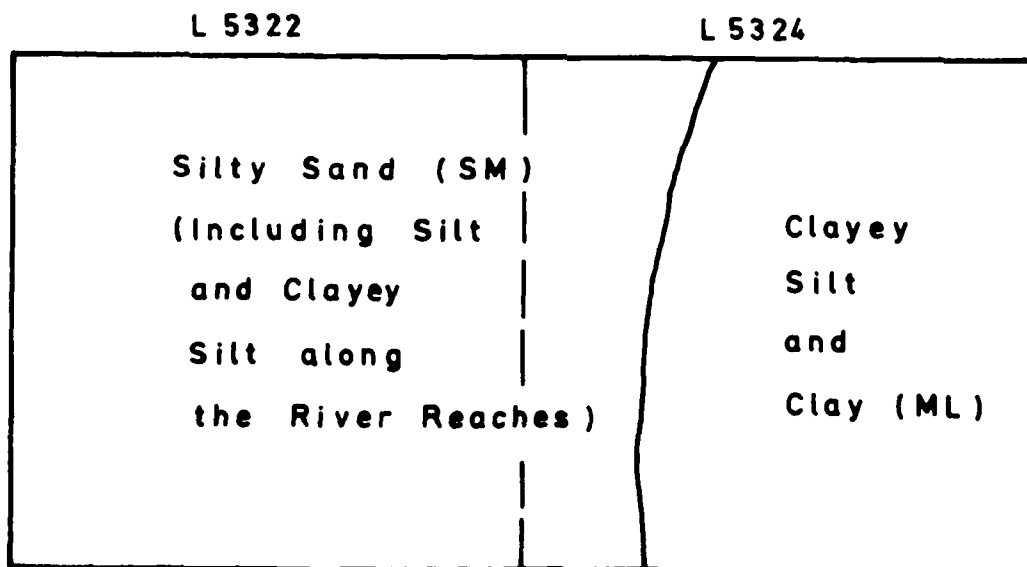 L 5322
L 5324
Silty Sand (SM)
(Including Silt
and Clayey
Silt along
the River Reaches)
Clayey
Silt
and
Clay (ML)